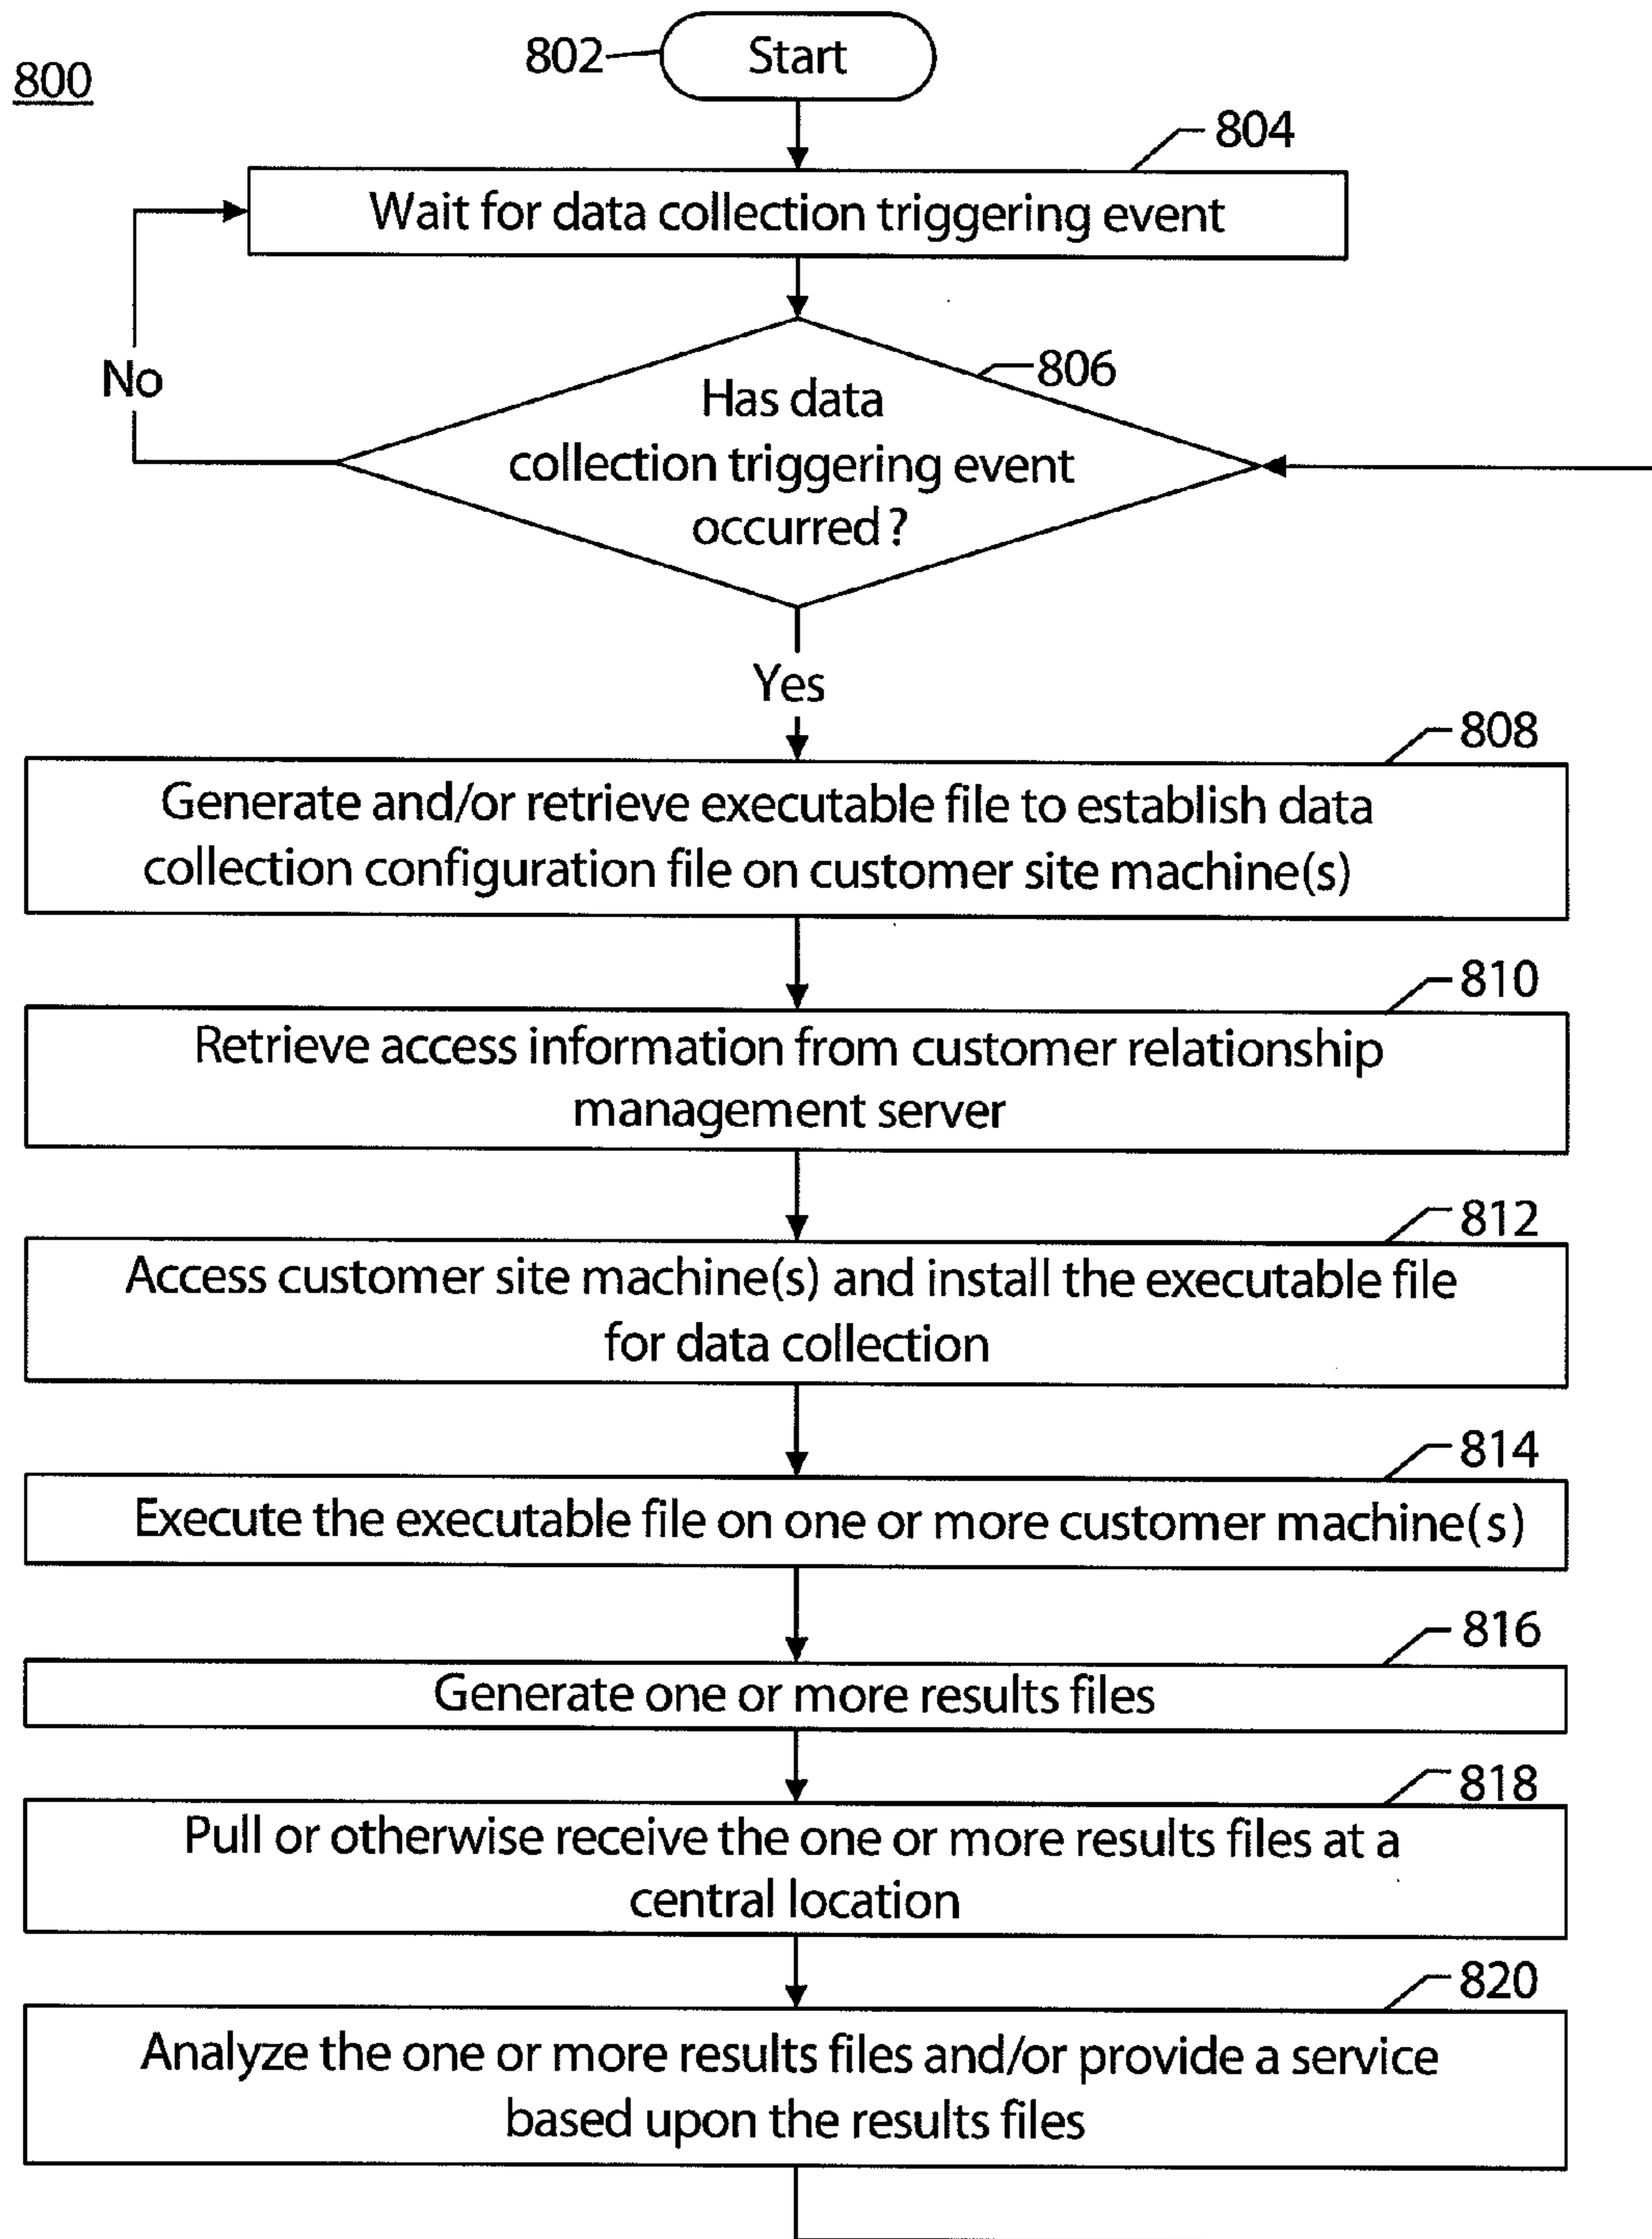 800
802
Start
804
Wait for data collection triggering event
No
806
Has data
collection triggering event
occurred?
Yes
808
Generate and/or retrieve executable file to establish data
collection configuration file on customer site machine(s)
810
Retrieve access information from customer relationship
management server
812
Access customer site machine(s) and install the executable file
for data collection
814
Execute the executable file on one or more customer machine(s)
816
Generate one or more results files
818
Pull or otherwise receive the one or more results files at a
central location
820
Analyze the one or more results files and/or provide a service
based upon the results files